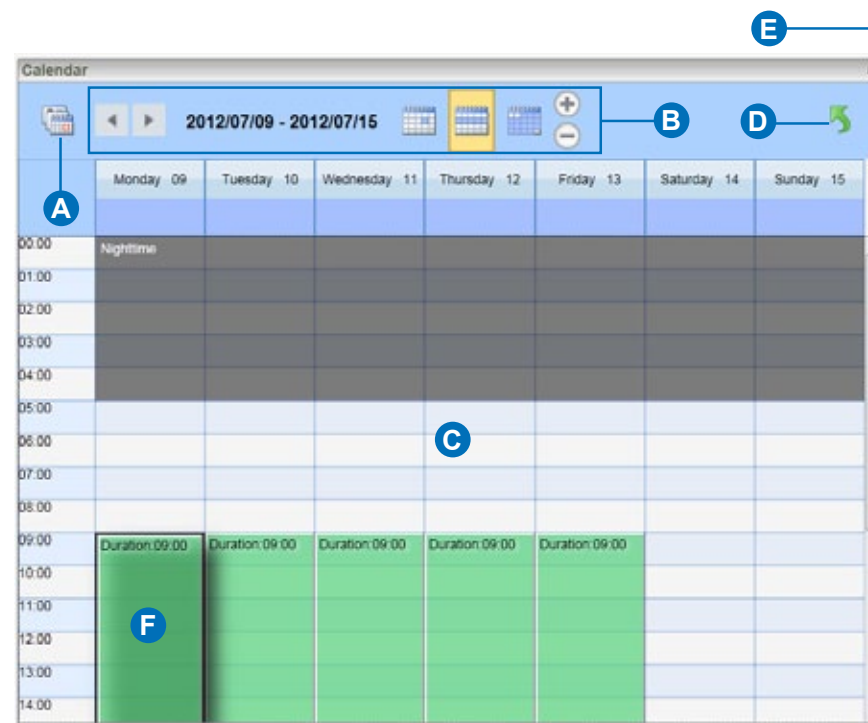 E
Calendar
2012/07/09 - 2012/07/15
B
D
A
Monday 09 Tuesday 10 Wednesday 11 Thursday 12 Friday 13 Saturday 14 Sunday 15
00:00 Nighttime
01:00
02:00
03:00
04:00
05:00
06:00
C
07:00
08:00
09:00 Duration:09:00 Duration:09:00 Duration:09:00 Duration:09:00 Duration:09:00
10:00
11:00
F
12:00
13:00
14:00